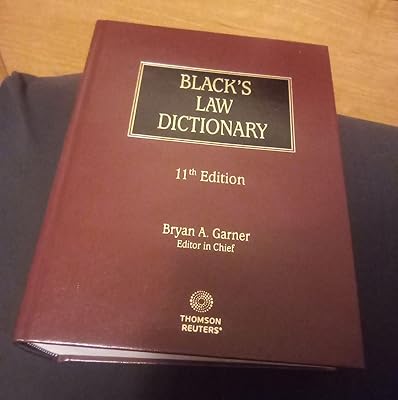 BLACK'S
LAW
DICTIONARY
11th Edition
Bryan A. Garner
Editor in Chief
THOMSON
REUTERS®